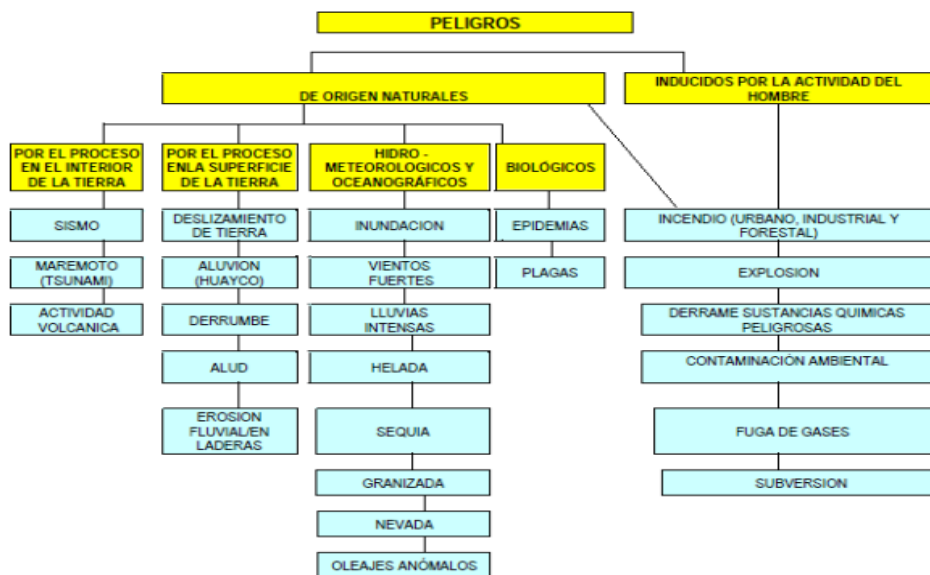 PELIGROS
DE ORIGEN NATURALES
INDUCIDOS POR LA ACTIVIDAD DEL
HOMBRE
POR EL PROCESO
EN EL INTERIOR
DE LA TIERRA
POR EL PROCESO
ENLA SUPERFICIE
DE LA TIERRA
HIDRO -
METEOROLOGICOS Y
OCEANOGRÁFICOS
BIOLÓGICOS
SISMO
MAREMOTO
(TSUNAMI)
ACTIVIDAD
VOLCANICA
DESLIZAMIENTO
DE TIERRA
ALUVION
(HUAYCO)
DERRUMBE
ALUD
EROSION
FLUVIAL/EN
LADERAS
INUNDACION
VIENTOS
FUERTES
LLUVIAS
INTENSAS
HELADA
SEQUIA
GRANIZADA
NEVADA
OLEAJES ANÓMALOS
EPIDEMIAS
PLAGAS
INCENDIO (URBANO, INDUSTRIAL Y
FORESTAL)
EXPLOSION
DERRAME SUSTANCIAS QUIMICAS
PELIGROSAS
CONTAMINACIÓN AMBIENTAL
FUGA DE GASES
SUBVERSION